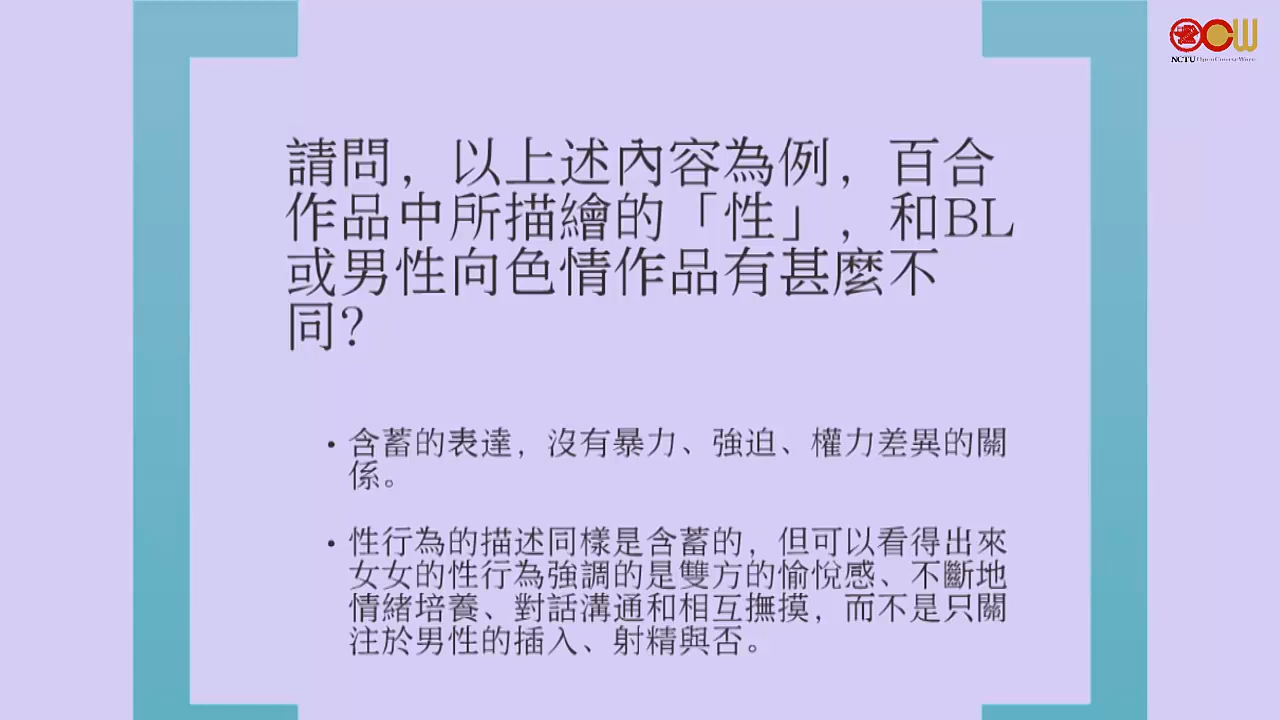 OCW
NCTU OpenCourseWare
請問，以上述內容為例，百合
作品中所描繪的「性」，和BL
或男性向色情作品有甚麼不
同？
• 含蓄的表達，沒有暴力、強迫、權力差異的關
係。
• 性行為的描述同樣是含蓄的，但可以看得出來
女女的性行為強調的是雙方的愉悅感、不斷地
情緒培養、對話溝通和相互撫摸，而不是只關
注於男性的插入、射精與否。